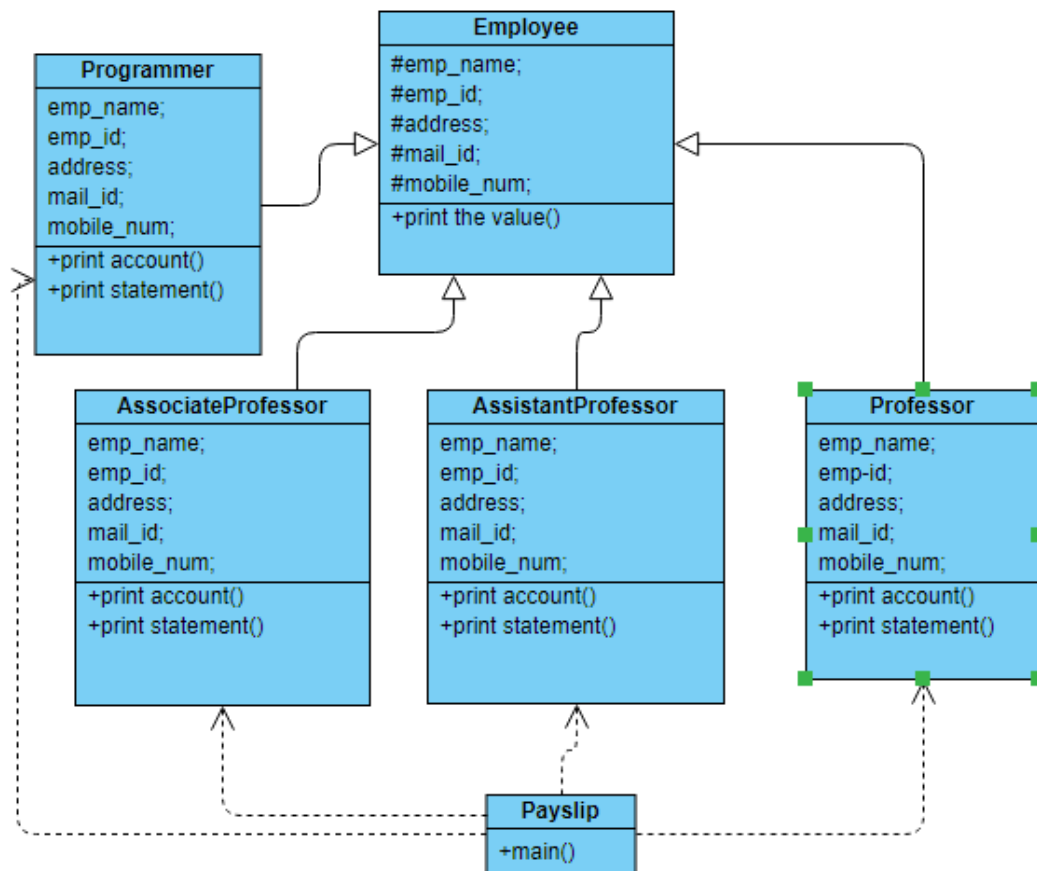 Employee
#emp_name;
#emp_id;
#address;
#mail_id;
#mobile_num;
+print the value()
Programmer
emp_name;
emp_id;
address;
mail_id;
mobile_num;
+print account()
+print statement()
AssociateProfessor
emp_name;
emp_id;
address;
mail_id;
mobile_num;
+print account()
+print statement()
AssistantProfessor
emp_name;
emp_id;
address;
mail_id;
mobile_num;
+print account()
+print statement()
Professor
emp_name;
emp-id;
address;
mail_id;
mobile_num;
+print account()
+print statement()
Payslip
+main()